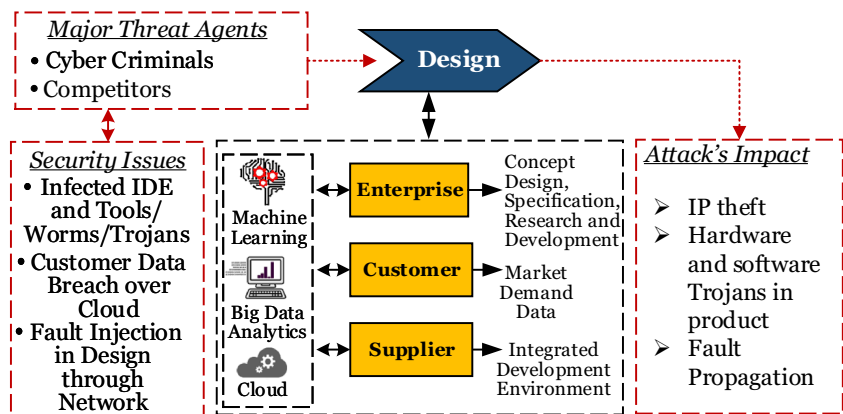 Major Threat Agents
• Cyber Criminals
• Competitors
Design
Security Issues
• Infected IDE
and Tools/
Worms/Trojans
• Customer Data
Breach over
Cloud
• Fault Injection
in Design
through
Network
Machine
Learning
Big Data
Analytics
Cloud
Enterprise
Customer
Supplier
Concept
Design,
Specification,
Research and
Development
Market
Demand
Data
Integrated
Development
Environment
Attack's Impact
➢ IP theft
➢ Hardware
and software
Trojans in
product
➢ Fault
Propagation